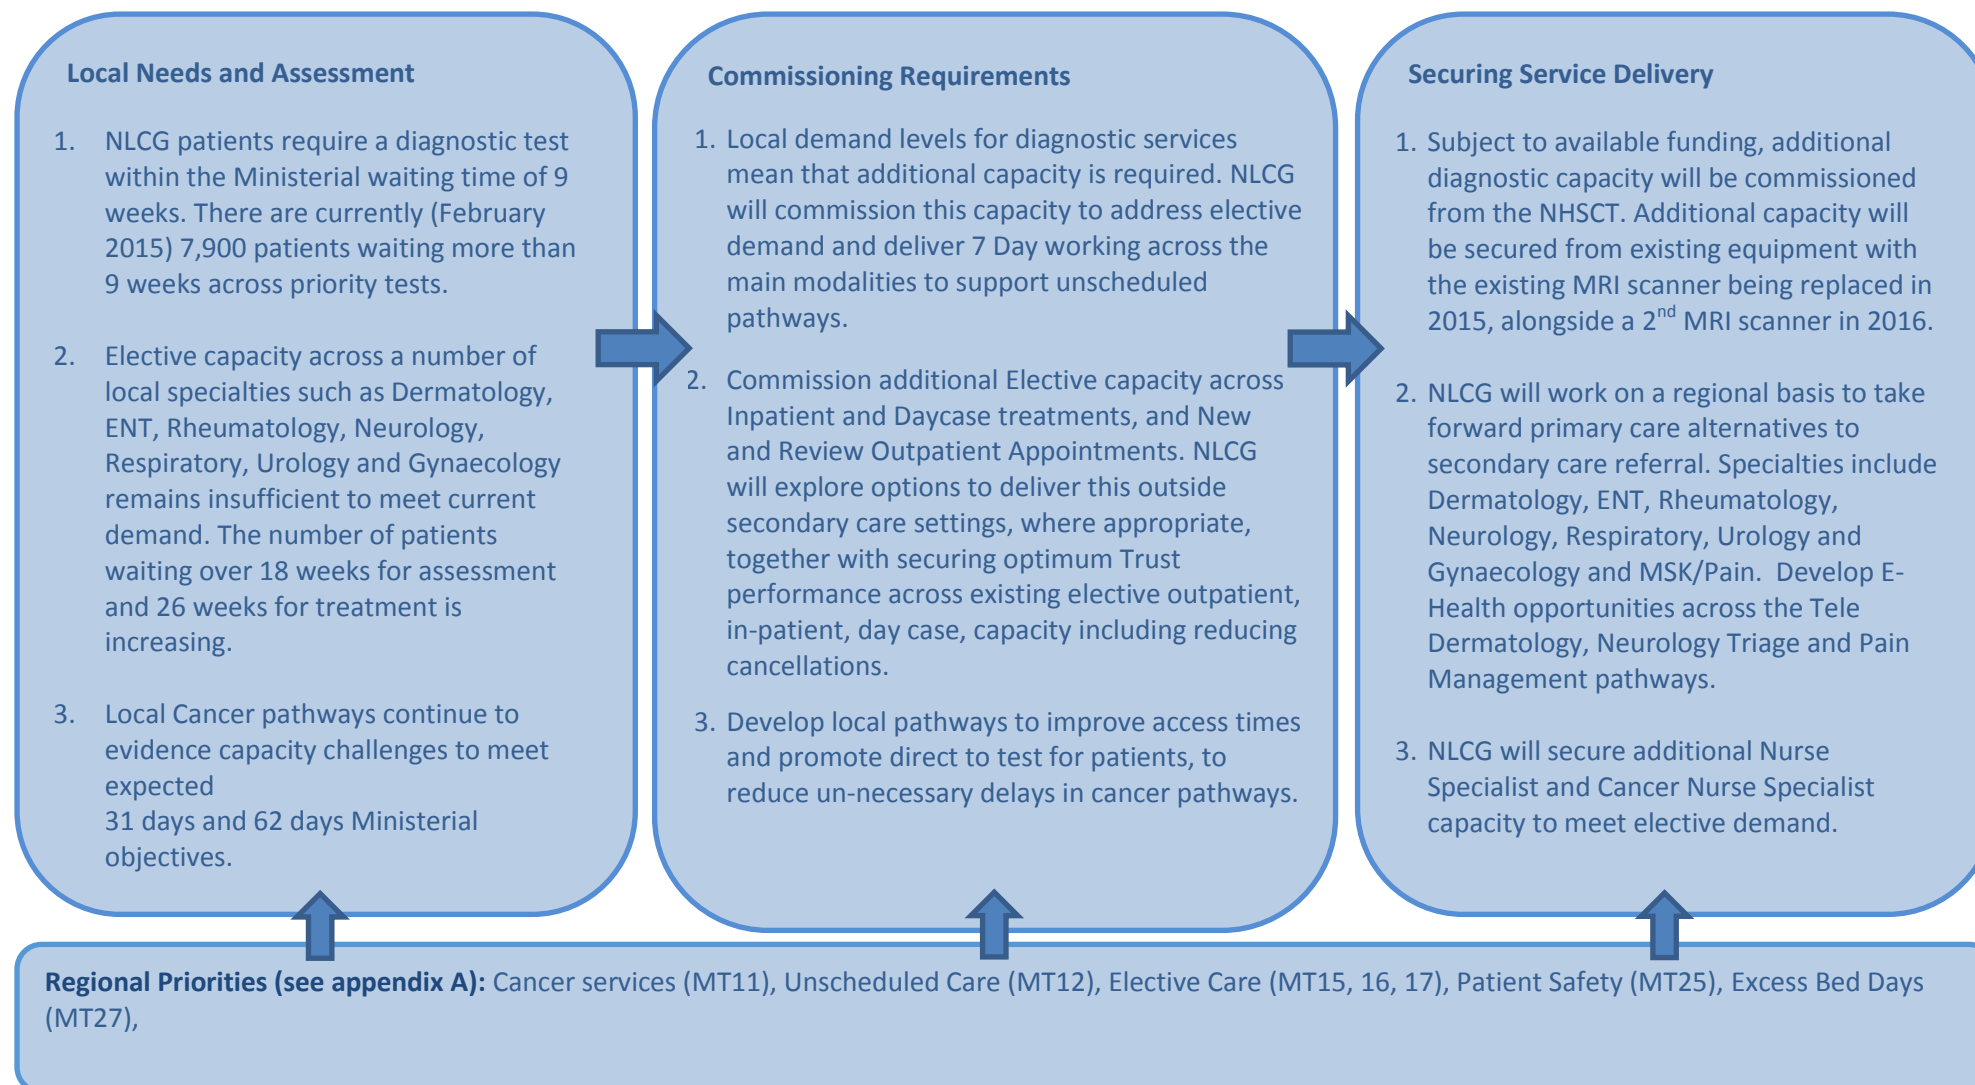 Local Needs and Assessment
1. NLCG patients require a diagnostic test
within the Ministerial waiting time of 9
weeks. There are currently (February
2015) 7,900 patients waiting more than
9 weeks across priority tests.
2. Elective capacity across a number of
local specialties such as Dermatology,
ENT, Rheumatology, Neurology,
Respiratory, Urology and Gynaecology
remains insufficient to meet current
demand. The number of patients
waiting over 18 weeks for assessment
and 26 weeks for treatment is
increasing.
3. Local Cancer pathways continue to
evidence capacity challenges to meet
expected
31 days and 62 days Ministerial
objectives.
Commissioning Requirements
1. Local demand levels for diagnostic services
mean that additional capacity is required. NLCG
will commission this capacity to address elective
demand and deliver 7 Day working across the
main modalities to support unscheduled
pathways.
2. Commission additional Elective capacity across
Inpatient and Daycase treatments, and New
and Review Outpatient Appointments. NLCG
will explore options to deliver this outside
secondary care settings, where appropriate,
together with securing optimum Trust
performance across existing elective outpatient,
in-patient, day case, capacity including reducing
cancellations.
3. Develop local pathways to improve access times
and promote direct to test for patients, to
reduce un-necessary delays in cancer pathways.
Securing Service Delivery
1. Subject to available funding, additional
diagnostic capacity will be commissioned
from the NHSCT. Additional capacity will
be secured from existing equipment with
the existing MRI scanner being replaced in
2015, alongside a 2nd MRI scanner in 2016.
2. NLCG will work on a regional basis to take
forward primary care alternatives to
secondary care referral. Specialties include
Dermatology, ENT, Rheumatology,
Neurology, Respiratory, Urology and
Gynaecology and MSK/Pain. Develop E-
Health opportunities across the Tele
Dermatology, Neurology Triage and Pain
Management pathways.
3. NLCG will secure additional Nurse
Specialist and Cancer Nurse Specialist
capacity to meet elective demand.
Regional Priorities (see appendix A): Cancer services (MT11), Unscheduled Care (MT12), Elective Care (MT15, 16, 17), Patient Safety (MT25), Excess Bed Days
(MT27),